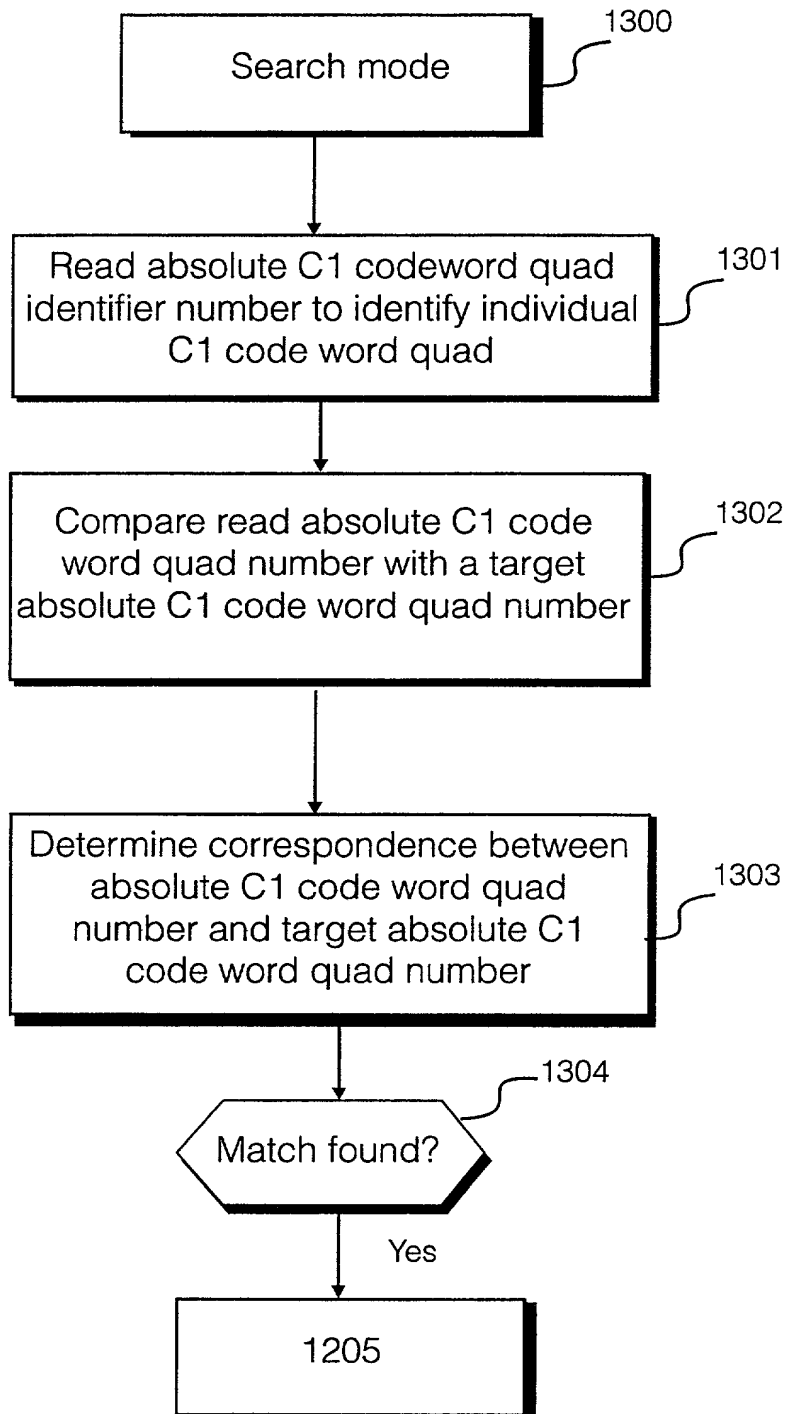 1300
Search mode
1301
Read absolute C1 codeword quad
identifier number to identify individual
C1 code word quad
1302
Compare read absolute C1 code
word quad number with a target
absolute C1 code word quad number
1303
Determine correspondence between
absolute C1 code word quad
number and target absolute C1
code word quad number
1304
Match found?
Yes
1205